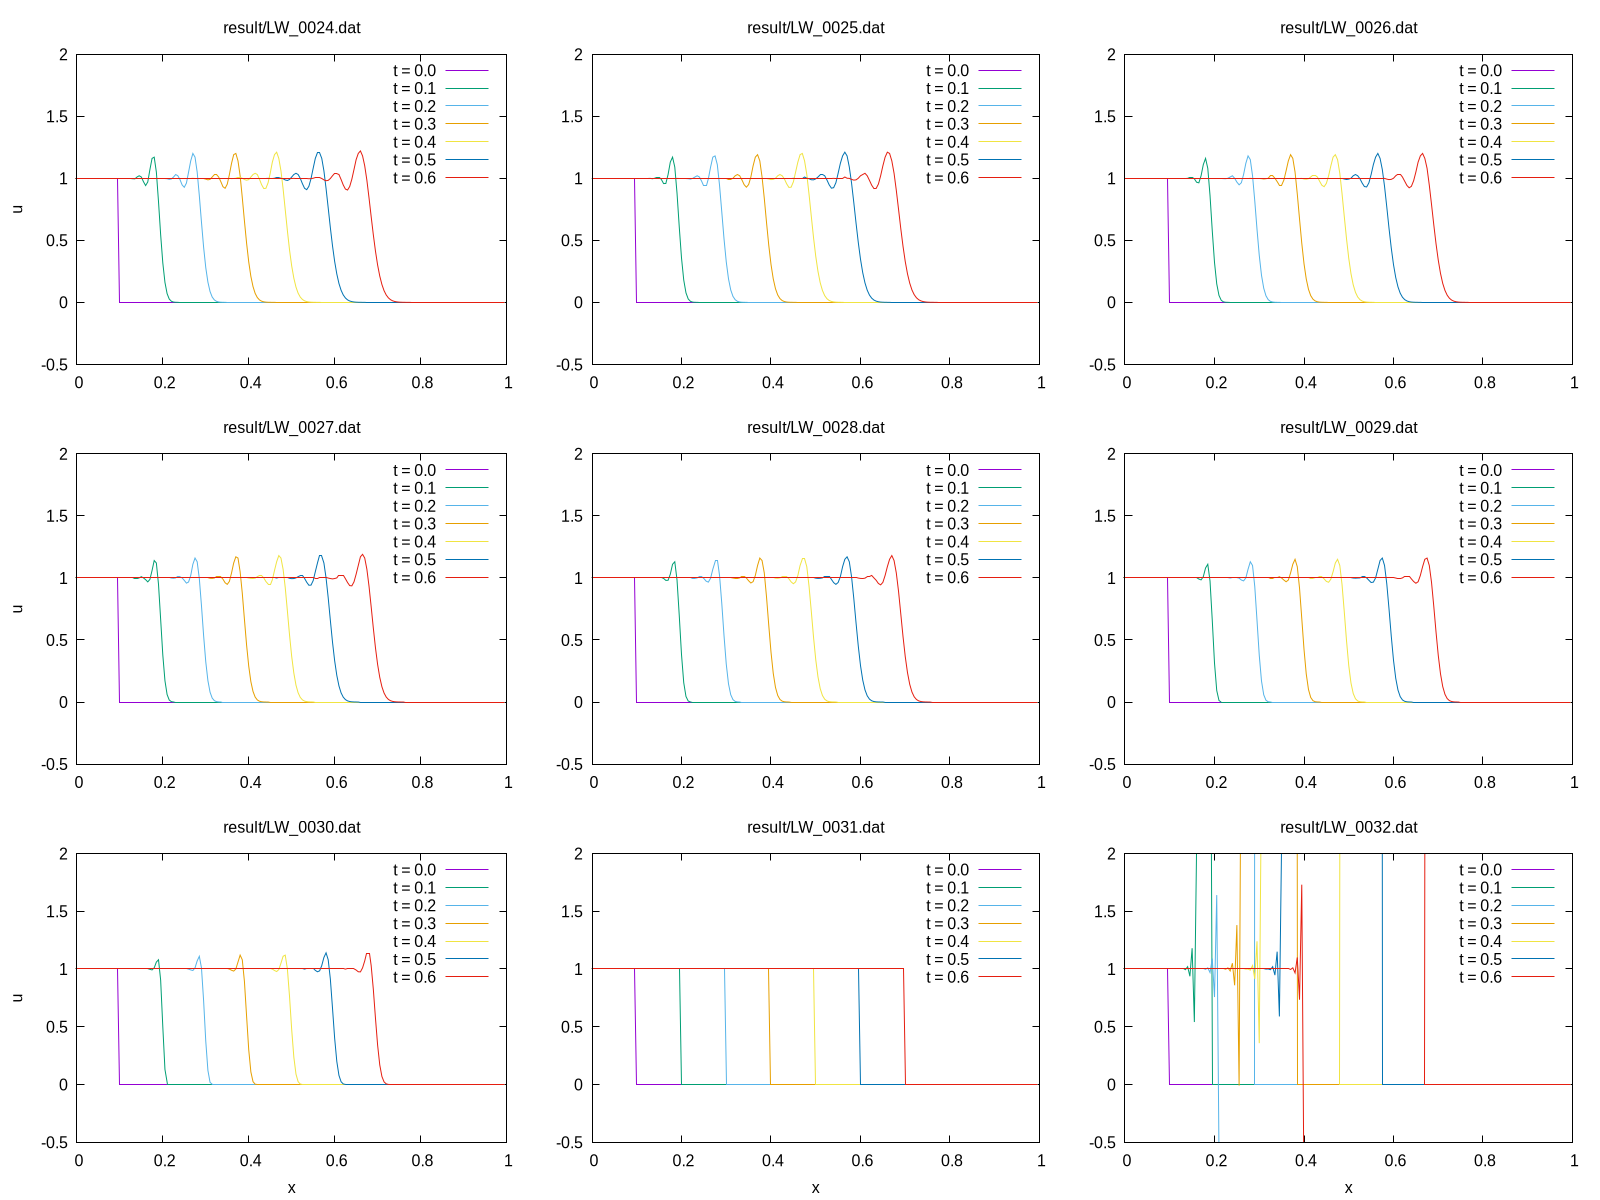 result/LW_0024.dat
2
1.5
1
0.5
0
-0.5
u
0 0.2 0.4 0.6 0.8 1
t = 0.0
t = 0.1
t = 0.2
t = 0.3
t = 0.4
t = 0.5
t = 0.6
result/LW_0025.dat
2
1.5
1
0.5
0
-0.5
0 0.2 0.4 0.6 0.8 1
t = 0.0
t = 0.1
t = 0.2
t = 0.3
t = 0.4
t = 0.5
t = 0.6
result/LW_0026.dat
2
1.5
1
0.5
0
-0.5
0 0.2 0.4 0.6 0.8 1
t = 0.0
t = 0.1
t = 0.2
t = 0.3
t = 0.4
t = 0.5
t = 0.6
result/LW_0027.dat
2
1.5
1
0.5
0
-0.5
u
0 0.2 0.4 0.6 0.8 1
t = 0.0
t = 0.1
t = 0.2
t = 0.3
t = 0.4
t = 0.5
t = 0.6
result/LW_0028.dat
2
1.5
1
0.5
0
-0.5
0 0.2 0.4 0.6 0.8 1
t = 0.0
t = 0.1
t = 0.2
t = 0.3
t = 0.4
t = 0.5
t = 0.6
result/LW_0029.dat
2
1.5
1
0.5
0
-0.5
0 0.2 0.4 0.6 0.8 1
t = 0.0
t = 0.1
t = 0.2
t = 0.3
t = 0.4
t = 0.5
t = 0.6
result/LW_0030.dat
2
1.5
1
0.5
0
-0.5
u
0 0.2 0.4 0.6 0.8 1
x
t = 0.0
t = 0.1
t = 0.2
t = 0.3
t = 0.4
t = 0.5
t = 0.6
result/LW_0031.dat
2
1.5
1
0.5
0
-0.5
0 0.2 0.4 0.6 0.8 1
x
t = 0.0
t = 0.1
t = 0.2
t = 0.3
t = 0.4
t = 0.5
t = 0.6
result/LW_0032.dat
2
1.5
1
0.5
0
-0.5
0 0.2 0.4 0.6 0.8 1
x
t = 0.0
t = 0.1
t = 0.2
t = 0.3
t = 0.4
t = 0.5
t = 0.6